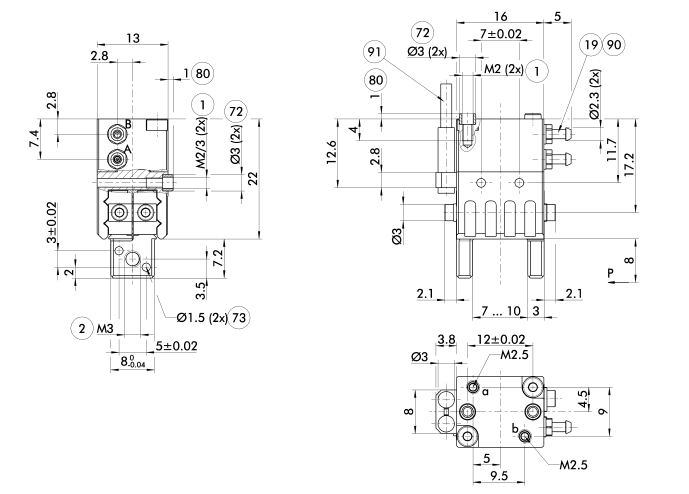 13
2.8
1 (80)
2.8
7.4
B
A
(1)
M2/3 (2x)
(72)
Ø3 (2x)
22
3±0.02
2
7.2
3.5
Ø1.5 (2x) (73)
(2) M3
5±0.02
8 0 -0.04
16
5
(72)
7±0.02
Ø3 (2x)
(91)
(19) (90)
M2 (2x) (1)
(80)
Ø2.3 (2x)
1
4
12.6
2.8
11.7
17.2
Ø3
8
P
2.1
2.1
7 ... 10
3
3.8
12±0.02
Ø3
M2.5
a
8
4.5
9
b
5
M2.5
9.5